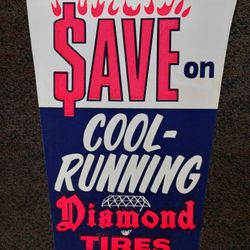 $AVE on
COOL-
RUNNING
Diamond
TIRES